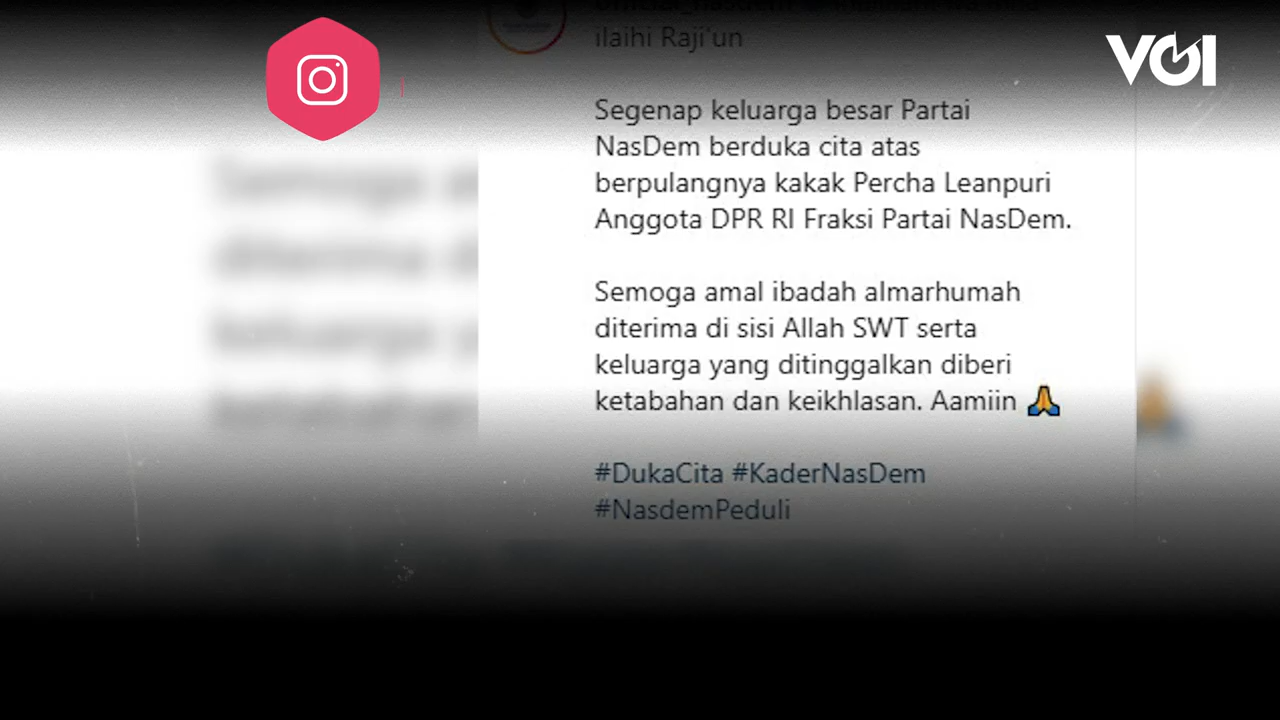 VOI
ilaihi Raji'un
Segenap keluarga besar Partai
NasDem berduka cita atas
berpulangnya kakak Percha Leanpuri
Anggota DPR RI Fraksi Partai NasDem.
Semoga amal ibadah almarhumah
diterima di sisi Allah SWT serta
keluarga yang ditinggalkan diberi
ketabahan dan keikhlasan. Aamiin 🙏
#DukaCita #KaderNasDem
#NasdemPeduli